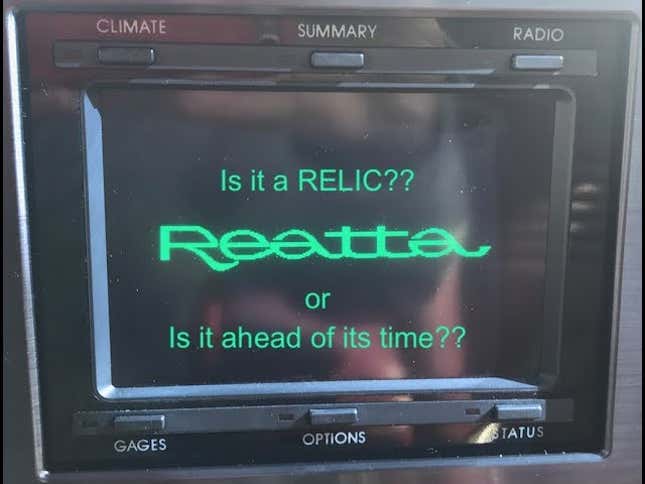 CLIMATE SUMMARY RADIO
Is it a RELIC??
Reatta
or
Is it ahead of its time??
GAGES OPTIONS STATUS